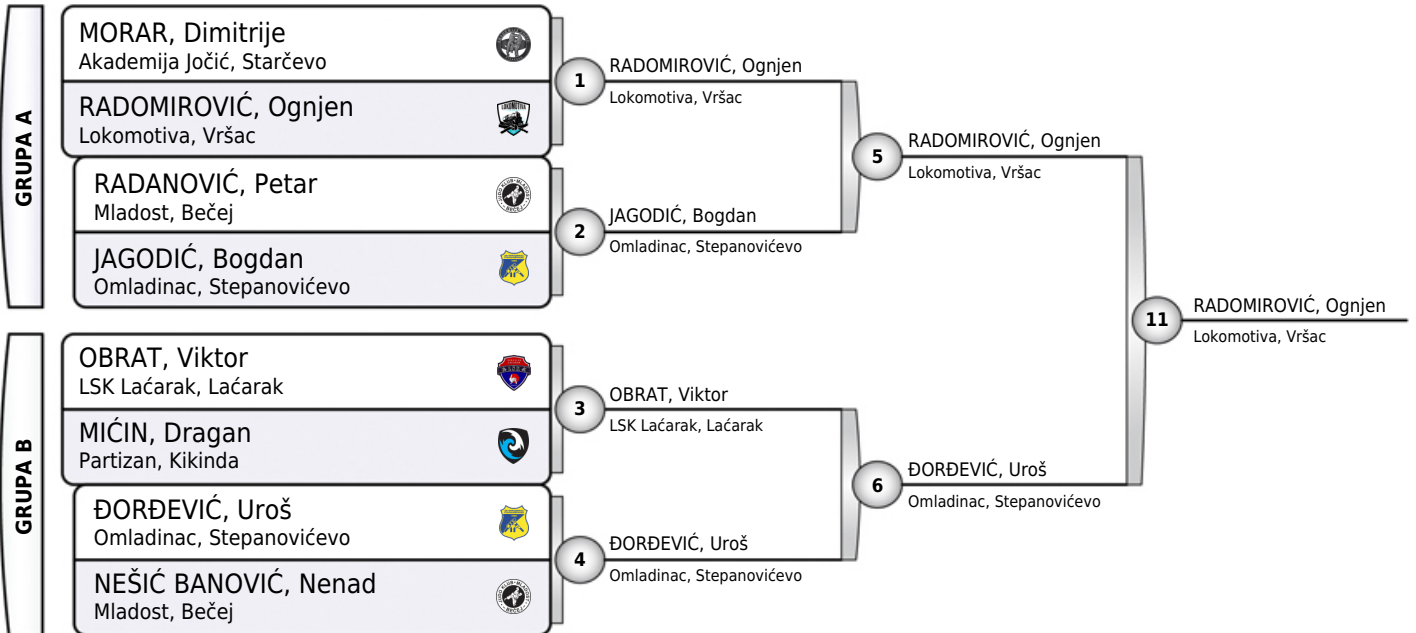 GRUPA A
MORAR, Dimitrije
Akademija Jočić, Starčevo
RADOMIROVIĆ, Ognjen
Lokomotiva, Vršac
RADANOVIĆ, Petar
Mladost, Bečej
JAGODIĆ, Bogdan
Omladinac, Stepanovićevo
1
RADOMIROVIĆ, Ognjen
Lokomotiva, Vršac
2
JAGODIĆ, Bogdan
Omladinac, Stepanovićevo
5
RADOMIROVIĆ, Ognjen
Lokomotiva, Vršac
GRUPA B
OBRAT, Viktor
LSK Laćarak, Laćarak
MIĆIN, Dragan
Partizan, Kikinda
ĐORĐEVIĆ, Uroš
Omladinac, Stepanovićevo
NEŠIĆ BANOVIĆ, Nenad
Mladost, Bečej
3
OBRAT, Viktor
LSK Laćarak, Laćarak
4
ĐORĐEVIĆ, Uroš
Omladinac, Stepanovićevo
6
ĐORĐEVIĆ, Uroš
Omladinac, Stepanovićevo
11
RADOMIROVIĆ, Ognjen
Lokomotiva, Vršac